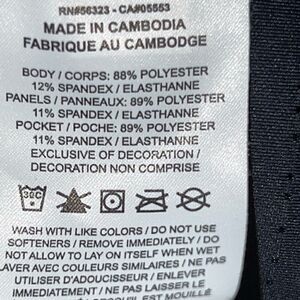 RN#56323 - CA#05553
MADE IN CAMBODIA
FABRIQUE AU CAMBODGE
BODY / CORPS: 88% POLYESTER
12% SPANDEX / ELASTHANNE
PANELS / PANNEAUX: 89% POLYESTER
11% SPANDEX / ELASTHANNE
POCKET / POCHE: 89% POLYESTER
11% SPANDEX / ELASTHANNE
EXCLUSIVE OF DECORATION /
DECORATION NON COMPRISE
30C
WASH WITH LIKE COLORS / DO NOT USE
SOFTENERS / REMOVE IMMEDIATELY / DO
NOT ALLOW TO LAY ON ITSELF WHEN WET
LAVER AVEC COULEURS SIMILAIRES / NE PAS
UTILISER D'ADOUCISSEUR / ENLEVER
IMMEDIATEMENT / NE PAS LAISSER LE
EST MOUILLE